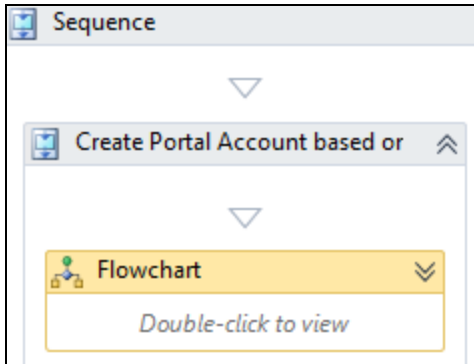 Sequence
Create Portal Account based or
Flowchart
Double-click to view